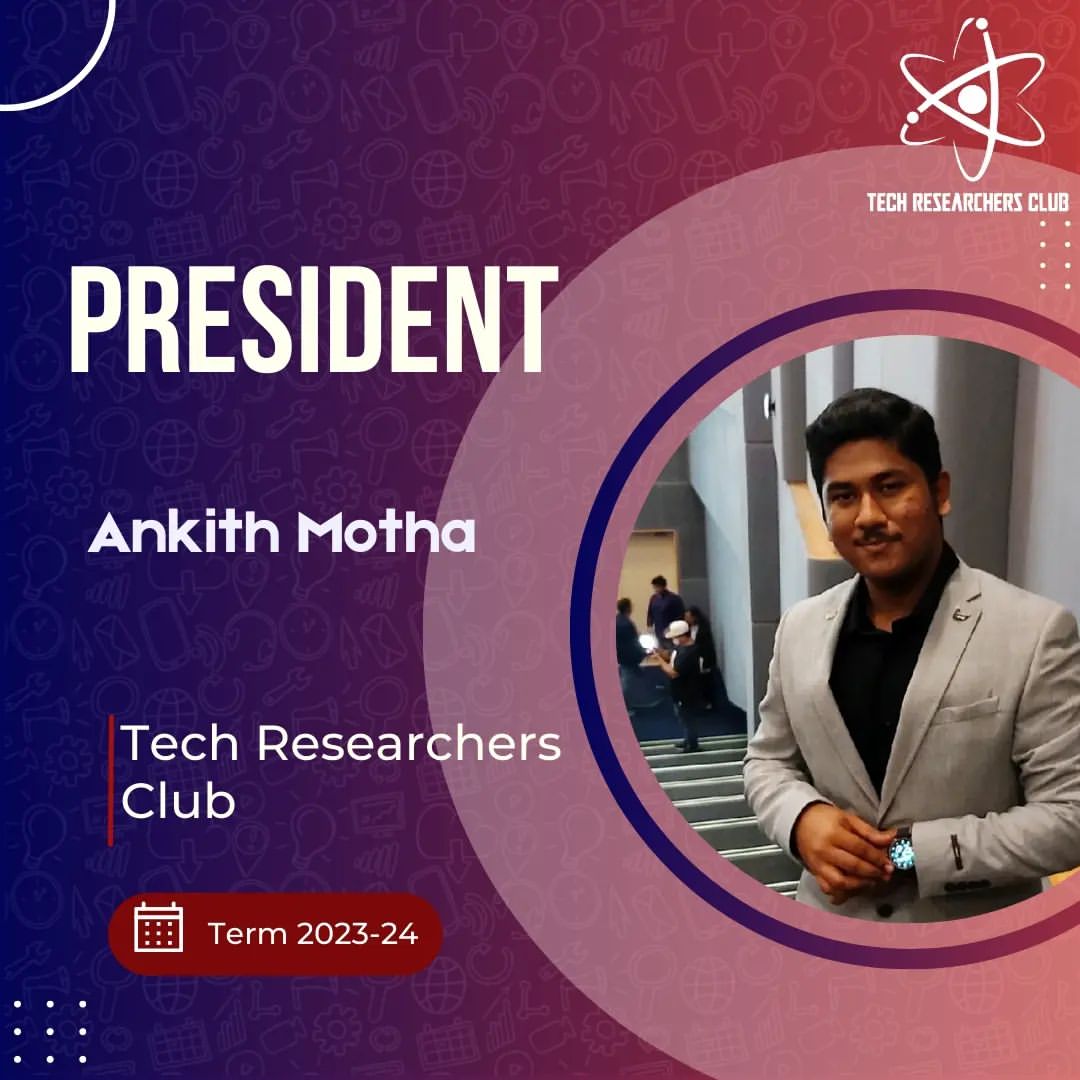 TECH RESEARCHERS CLUB
PRESIDENT
Ankith Motha
Tech Researchers
Club
Term 2023-24